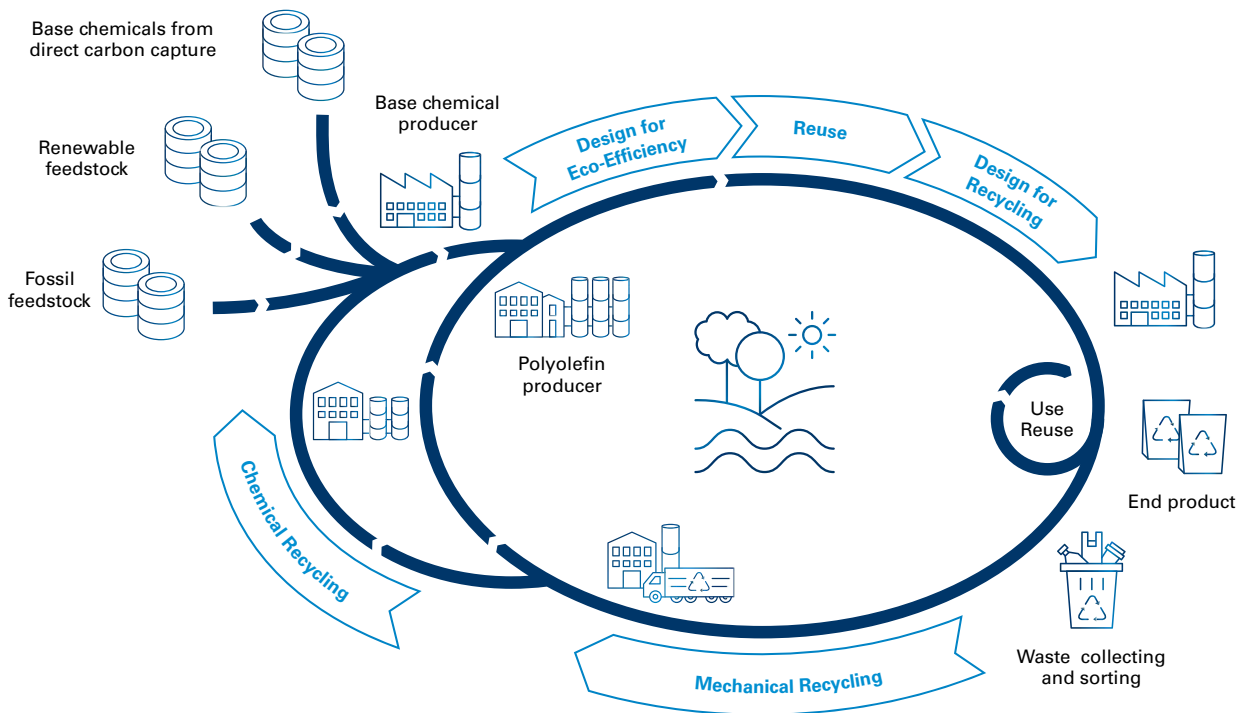 Base chemicals from
direct carbon capture
Renewable
feedstock
Fossil
feedstock
Base chemical
producer
Design for
Eco-Efficiency
Reuse
Design for
Recycling
Polyolefin
producer
Use
Reuse
End product
Waste collecting
and sorting
Mechanical Recycling
Chemical Recycling